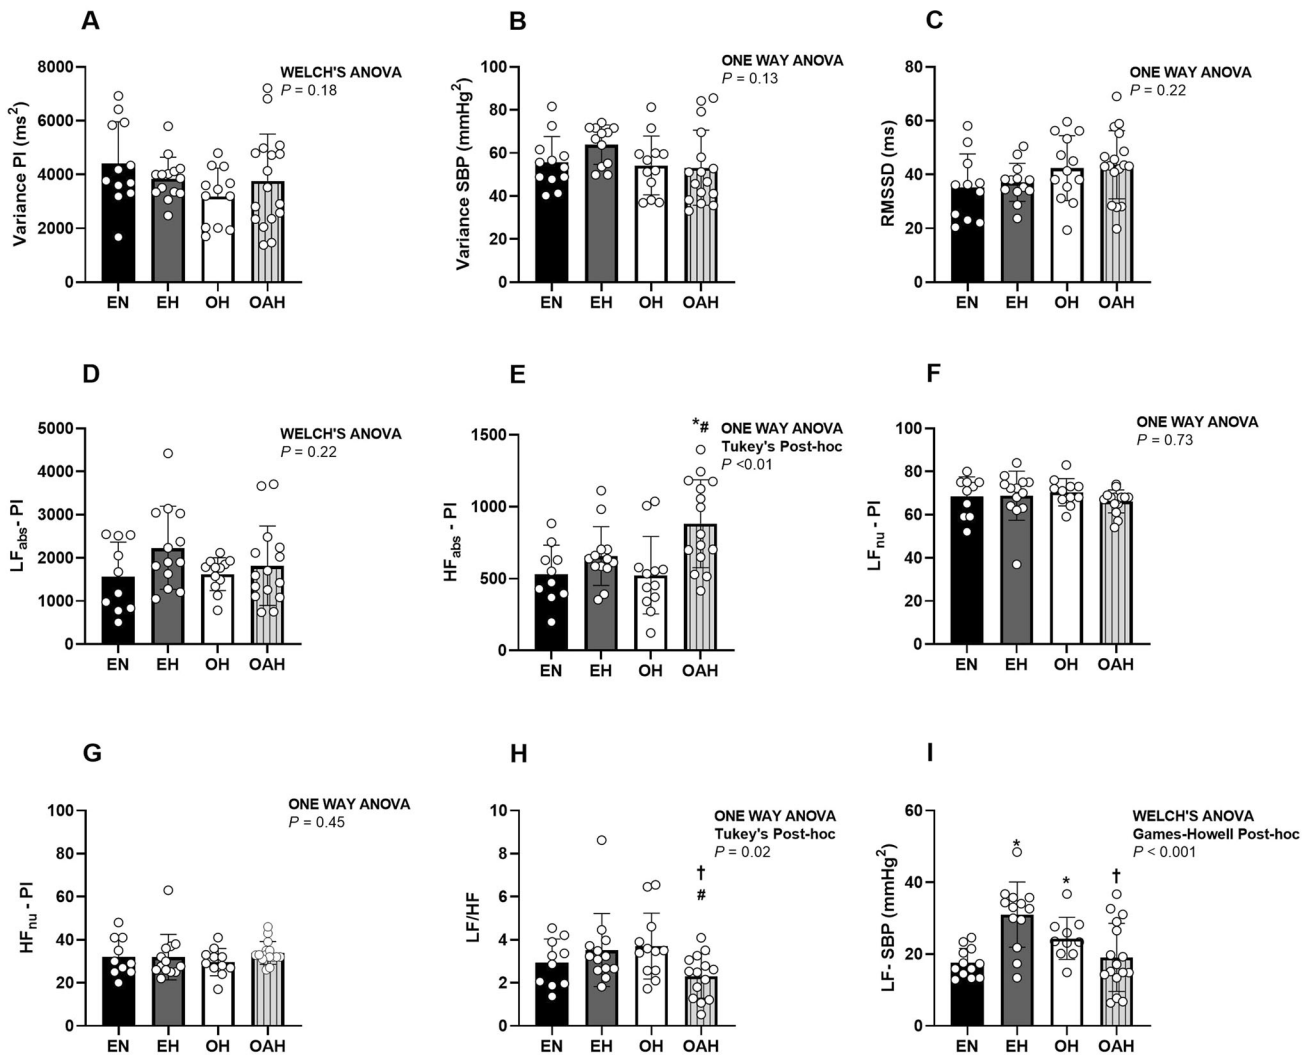 A
WELCH'S ANOVA
P = 0.18
Variance PI (ms2)
8000
6000
4000
2000
0
EN EH OH OAH
B
ONE WAY ANOVA
P = 0.13
Variance SBP (mmHg2)
100
80
60
40
20
0
EN EH OH OAH
C
ONE WAY ANOVA
P = 0.22
RMSSD (ms)
80
60
40
20
0
EN EH OH OAH
D
WELCH'S ANOVA
P = 0.22
LFabs- PI
5000
4000
3000
2000
1000
0
EN EH OH OAH
E
*# ONE WAY ANOVA
Tukey's Post-hoc
P <0.01
HFabs - PI
1500
1000
500
0
EN EH OH OAH
F
ONE WAY ANOVA
P = 0.73
LFnu - PI
100
80
60
40
20
0
EN EH OH OAH
G
ONE WAY ANOVA
P = 0.45
HFnu - PI
100
80
60
40
20
0
EN EH OH OAH
H
ONE WAY ANOVA
Tukey's Post-hoc
P = 0.02
†
#
LF/HF
10
8
6
4
2
0
EN EH OH OAH
I
WELCH'S ANOVA
Games-Howell Post-hoc
P < 0.001
* * †
LF- SBP (mmHg2)
60
40
20
0
EN EH OH OAH